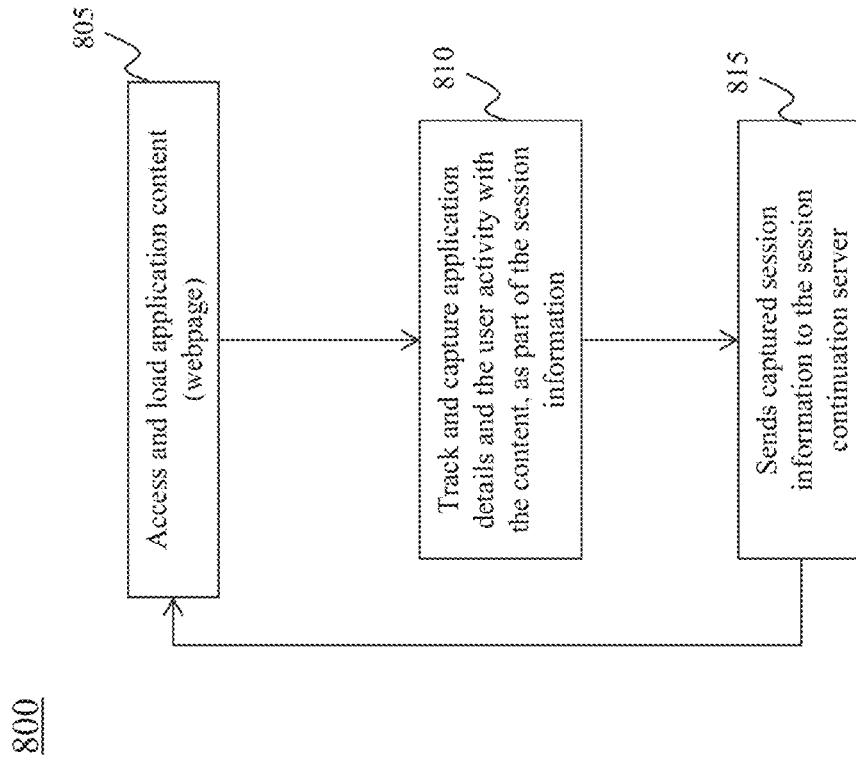 800
805
Access and load application content
(webpage)
810
Track and capture application
details and the user activity with
the content, as part of the session
information
815
Sends captured session
information to the session
continuation server